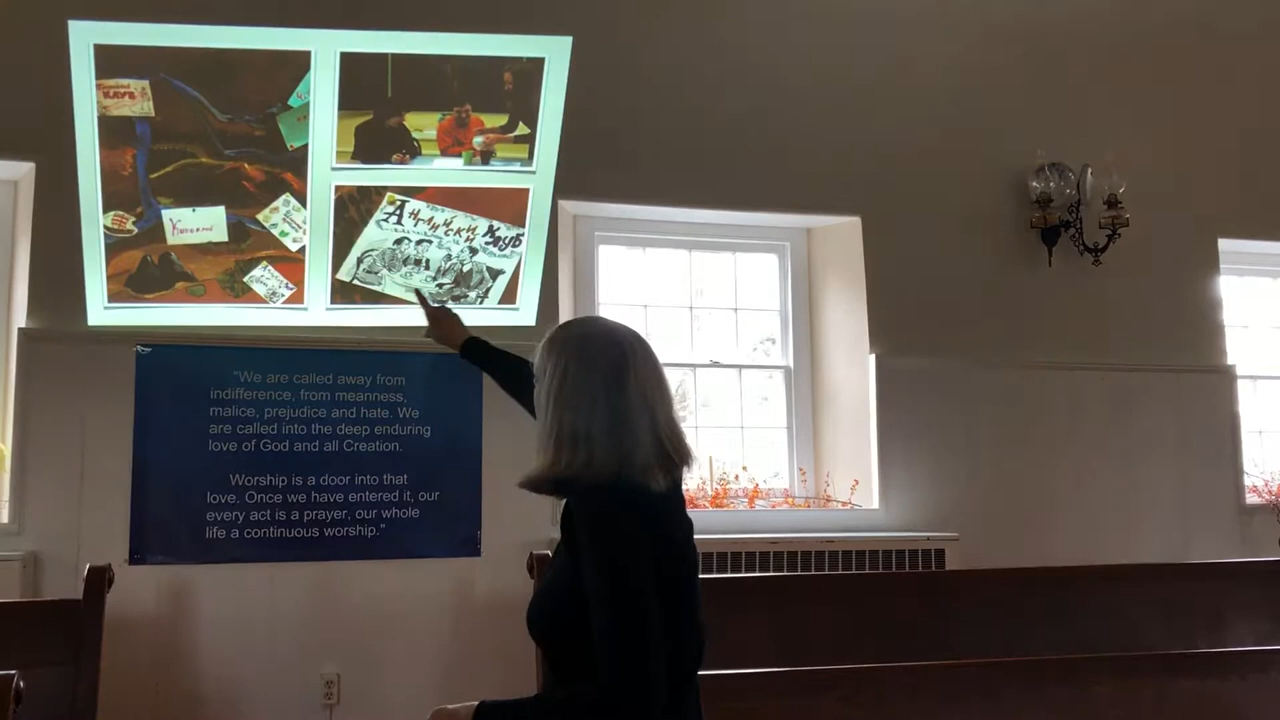 КЛУБ
Английски
Клуб
"We are called away from
indifference, from meanness,
malice, prejudice and hate. We
are called into the deep enduring
love of God and all Creation.
Worship is a door into that
love. Once we have entered it, our
every act is a prayer, our whole
life a continuous worship."